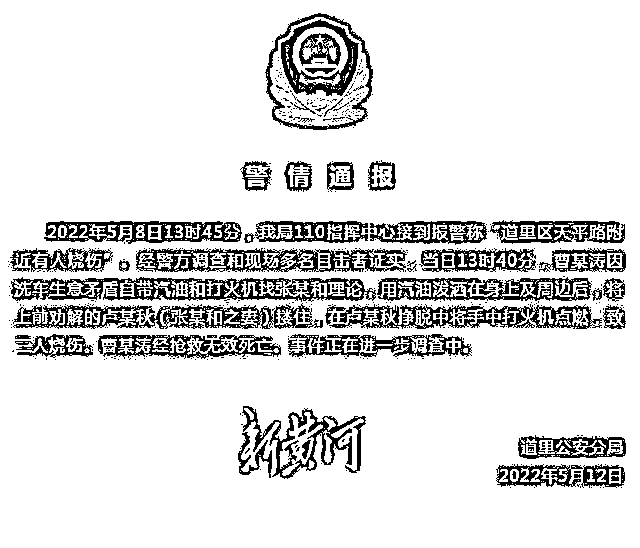 警情通报
2022年5月8日13时45分，我局110指挥中心接到报警称“道里区天平路附
近有人烧伤”。经警方调查和现场多名目击者证实，当日13时40分，曹某涛因
洗车生意矛盾自带汽油和打火机找张某和理论，用汽油泼洒在身上及周边后，将
上前劝解的卢某秋（张某和之妻）搂住，在卢某秋挣脱中将手中打火机点燃，致
三人烧伤。曹某涛经抢救无效死亡。事件正在进一步调查中。
新黄河
道里公安分局
2022年5月12日